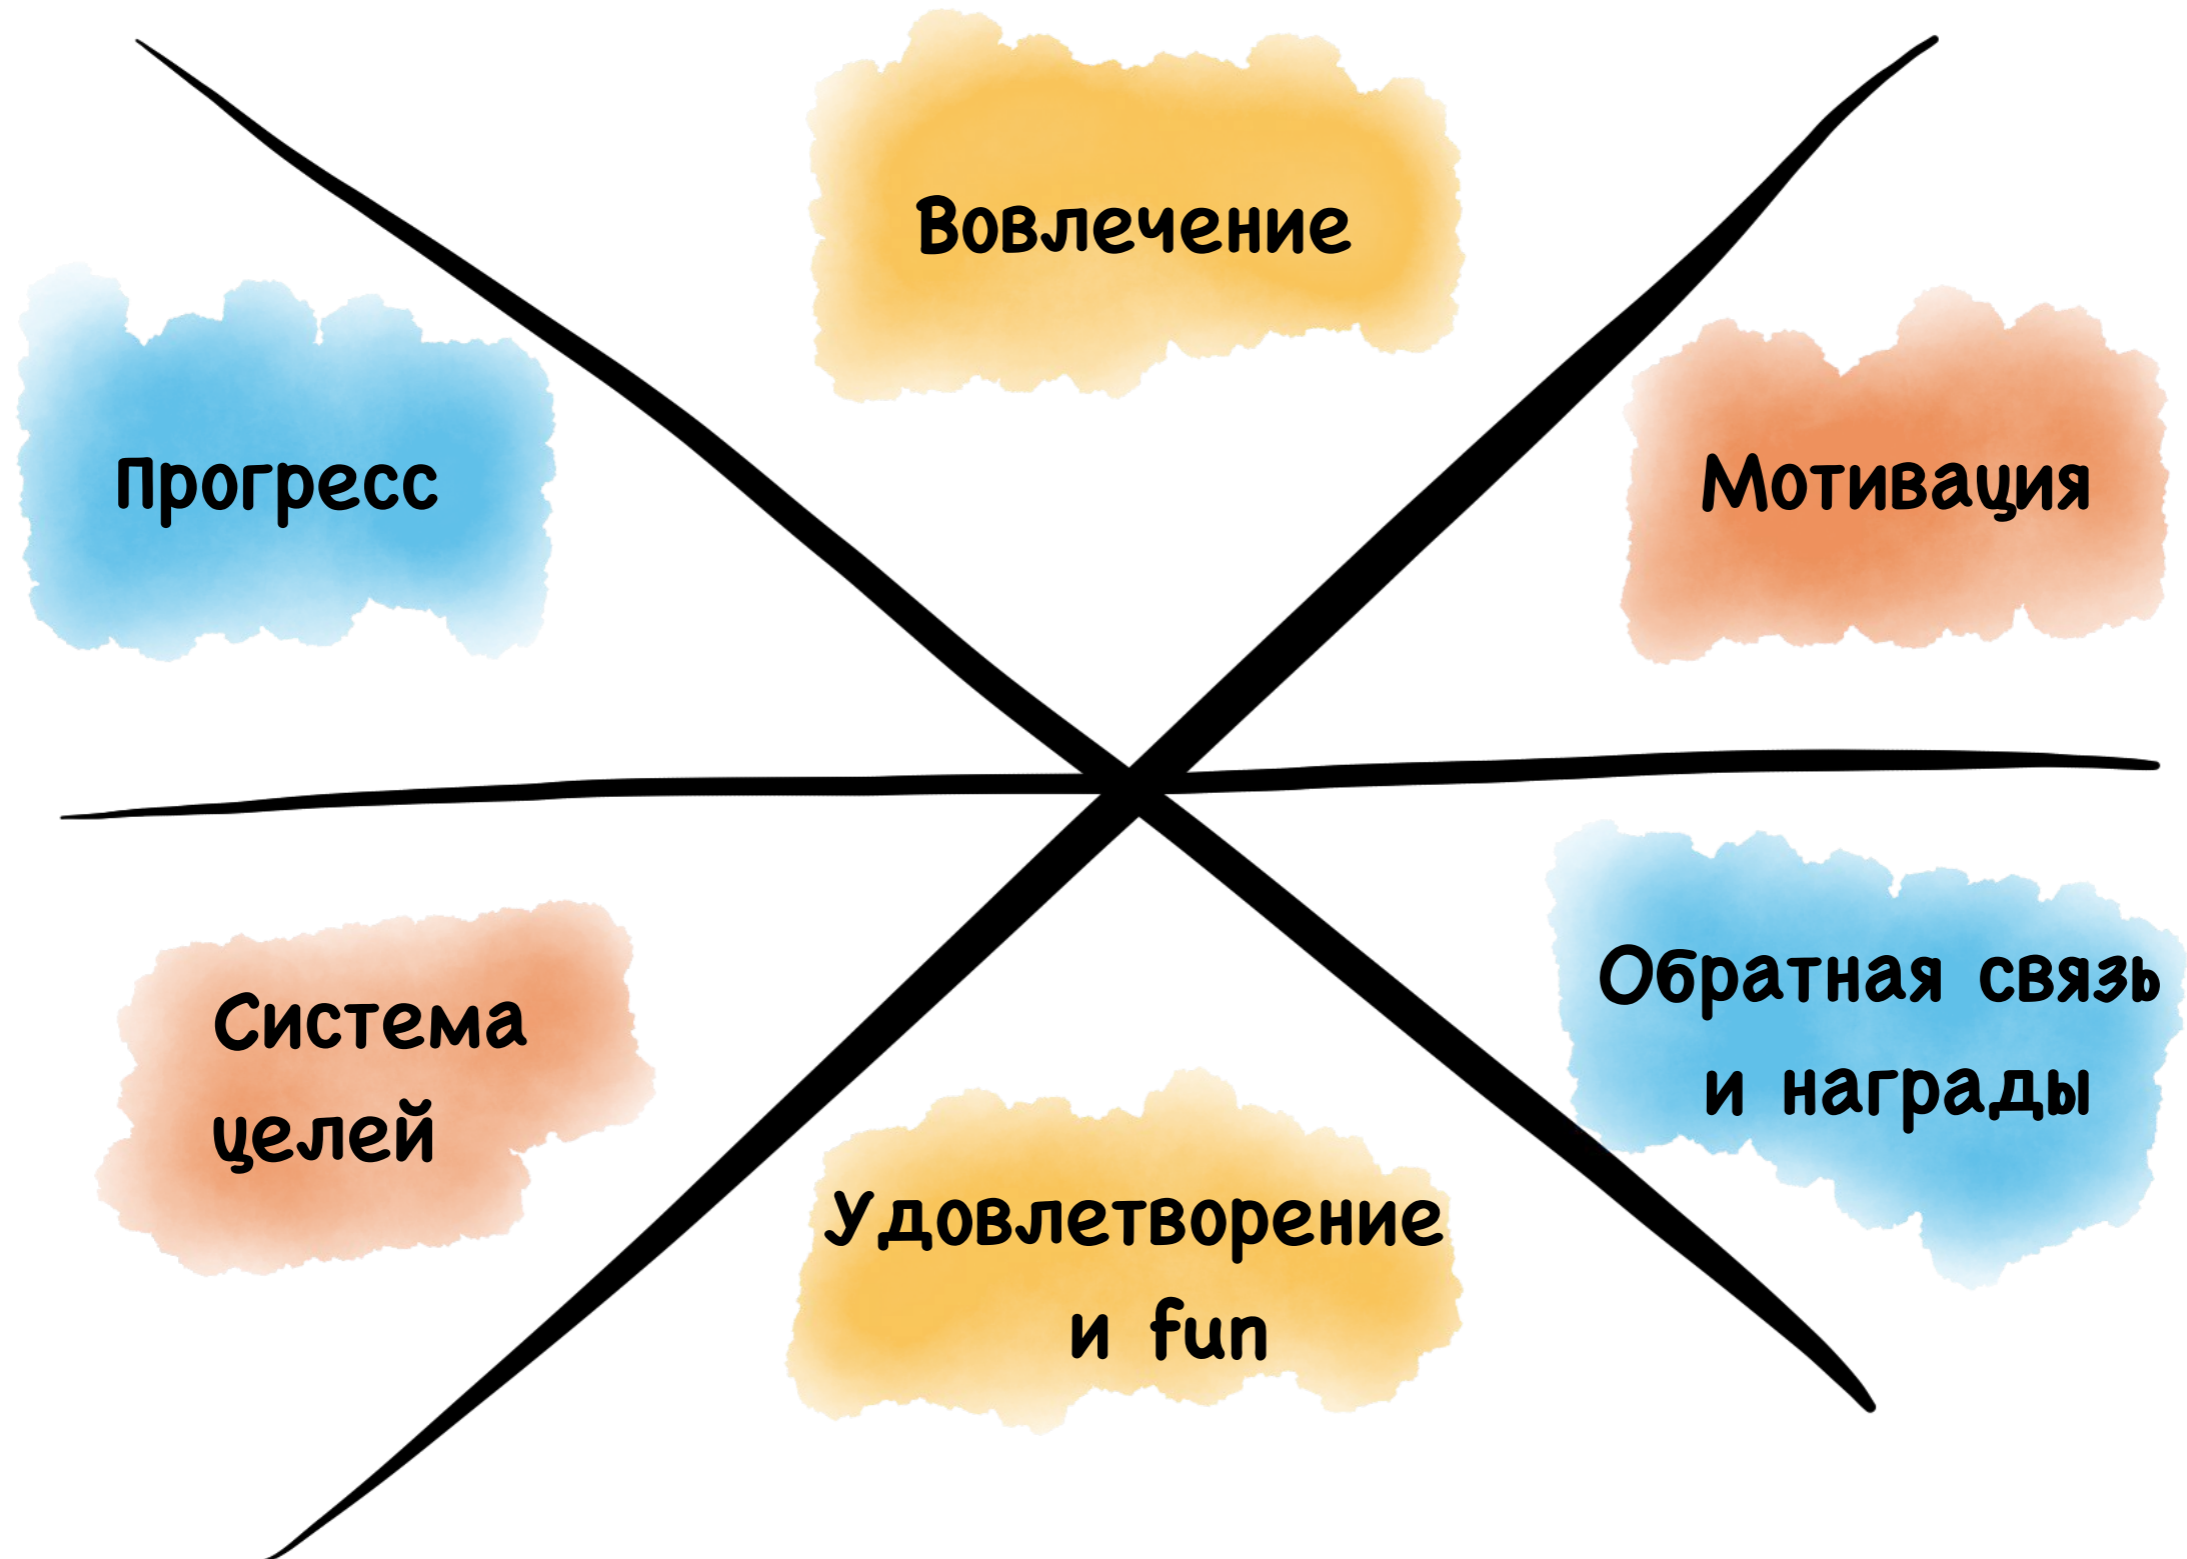 Вовлечение
Прогресс
Мотивация
Система
целей
Обратная связь
и награды
Удовлетворение
и fun